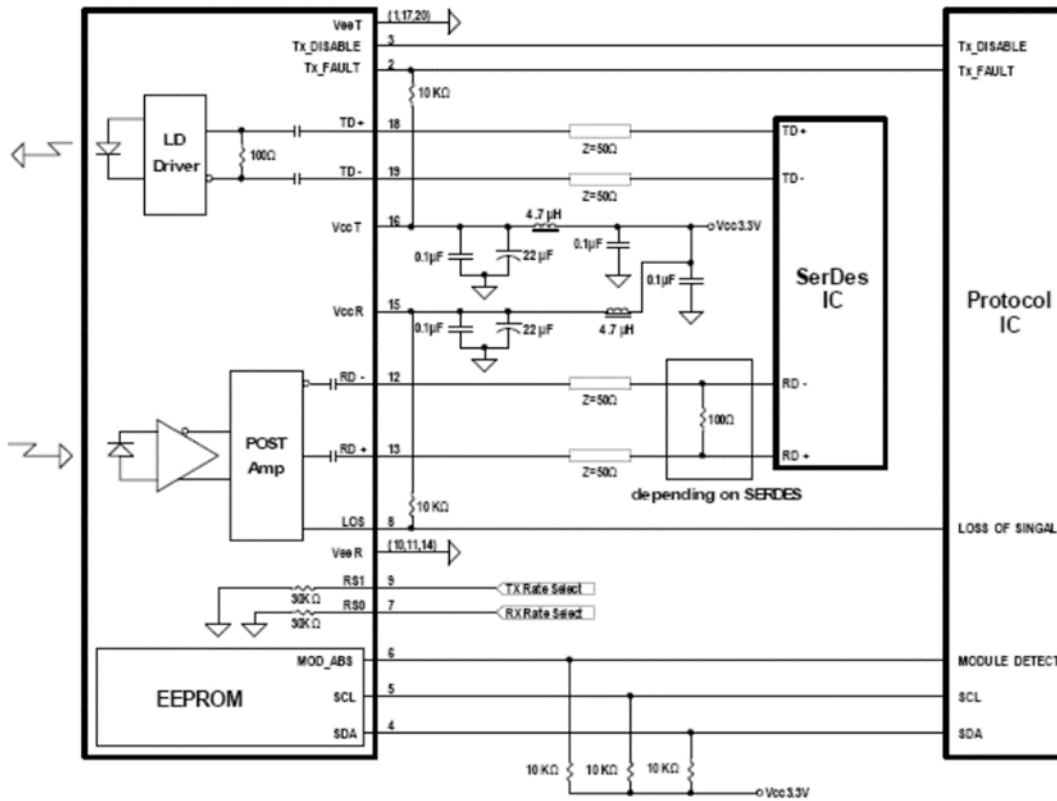 VeeT (1,17,20)
Tx_DISABLE 3 Tx_DISABLE
Tx_FAULT 2 Tx_FAULT
10 KΩ
LD
Driver
100Ω
TD+ 18 TD+
Z=50Ω
TD- 19 TD-
Z=50Ω
VccT 16
4.7 µH
Vcc3.3V
0.1µF
22 µF
0.1µF
0.1µF
VccR 15
0.1µF
22 µF
4.7 µH
SerDes
IC
Protocol
IC
RD - 12 RD -
Z=50Ω
100Ω
POST
Amp
RD + 13 RD +
Z=50Ω
depending on SERDES
10 KΩ
LOS 8 LOSS OF SINGAL
VeeR (10,11,14)
RS1 9 TX Rate Select
30KΩ
RS0 7 RX Rate Select
30KΩ
EEPROM
MOD_ABS 6 MODULE DETECT
SCL 5 SCL
SDA 4 SDA
10 KΩ 10 KΩ 10 KΩ
Vcc3.3V